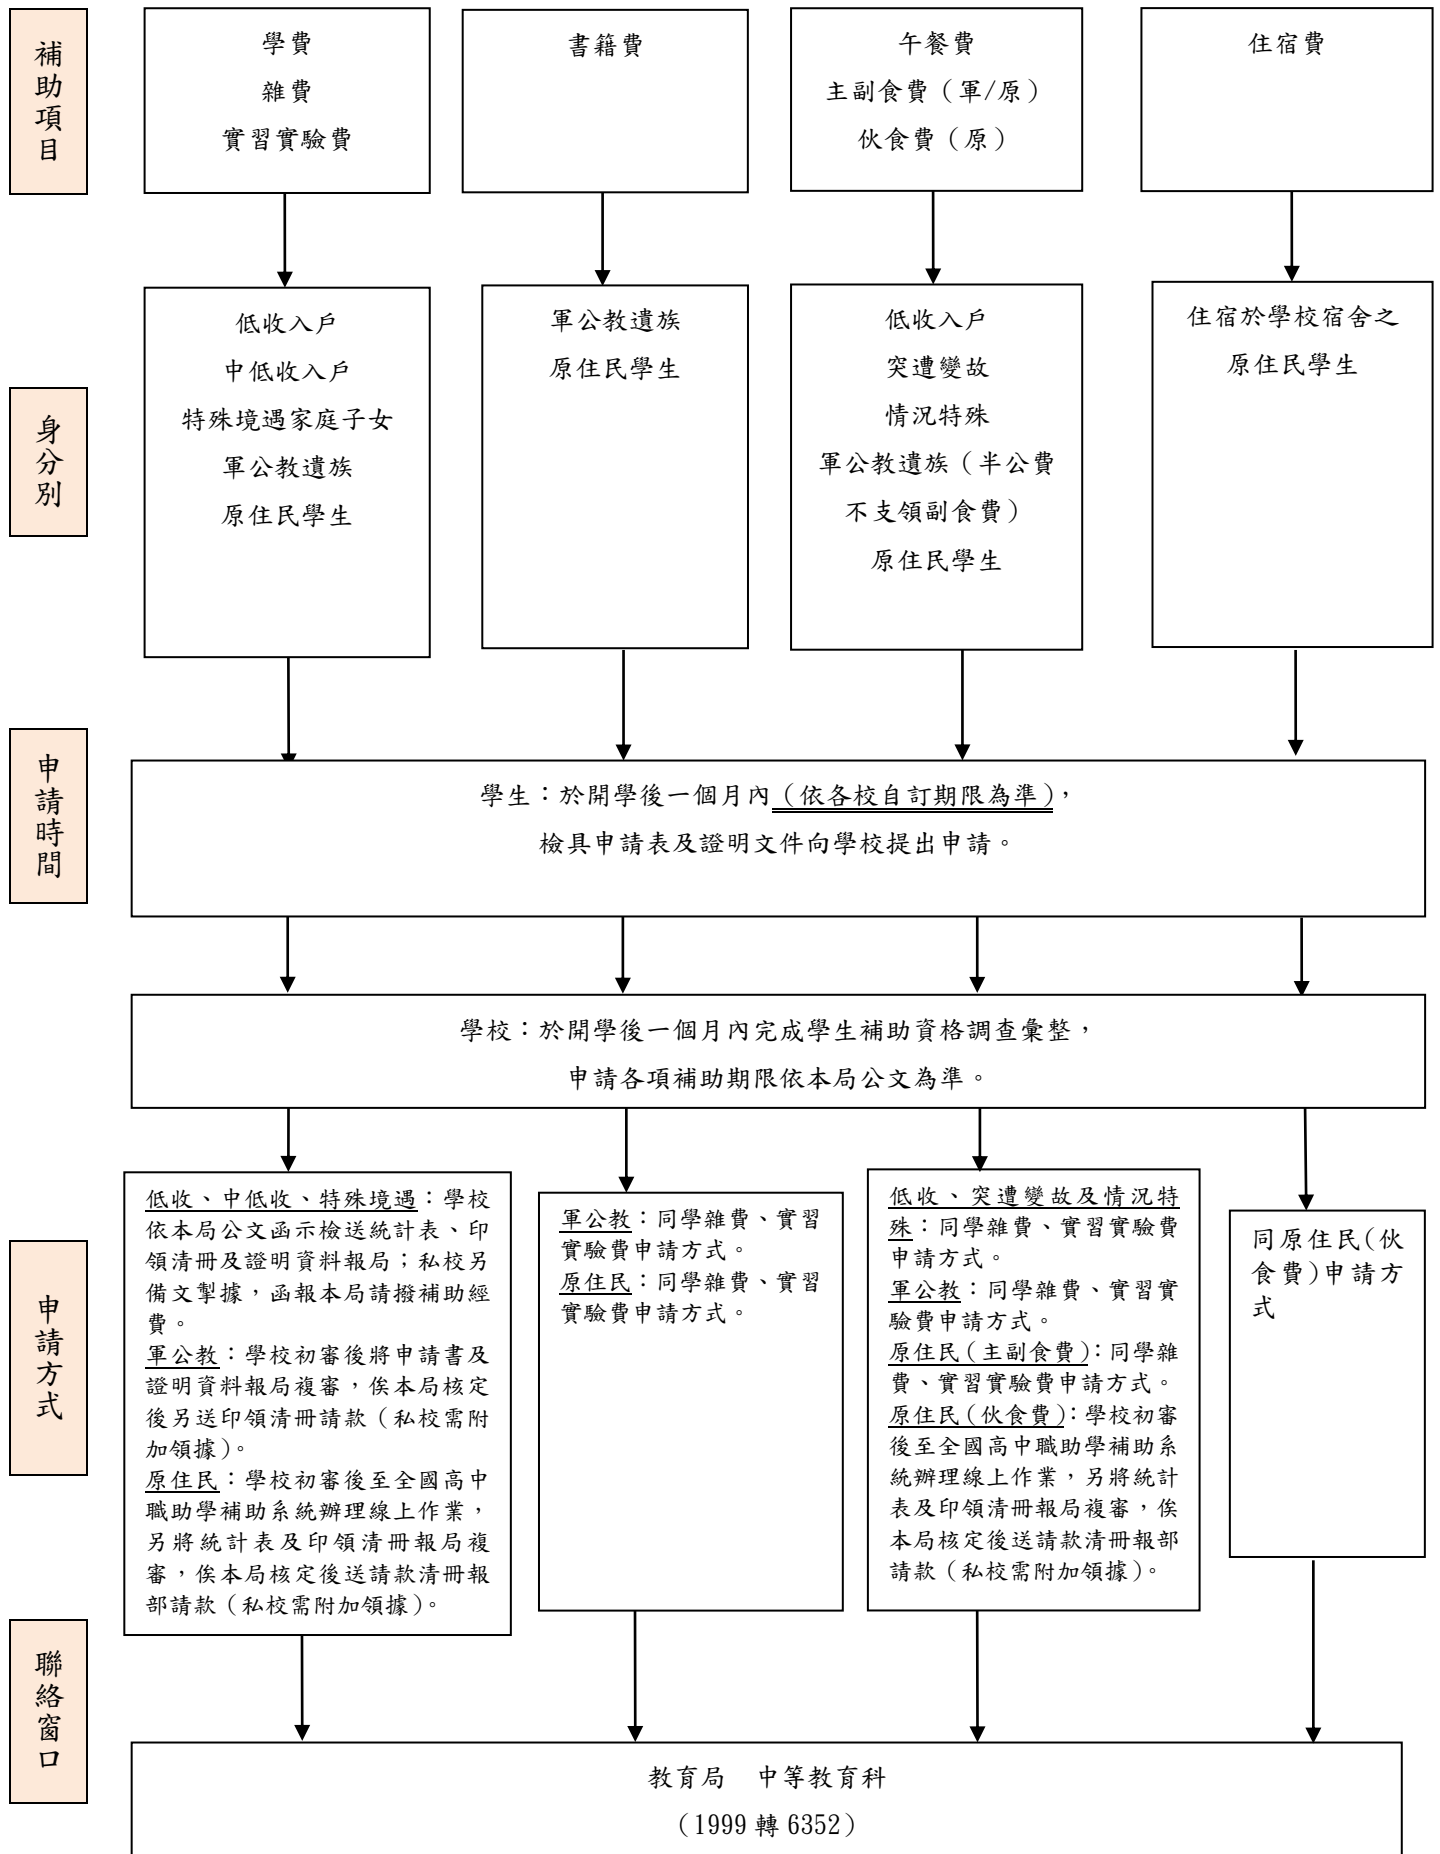 補助項目
學費
雜費
實習實驗費
書籍費
午餐費
主副食費（軍/原）
伙食費（原）
住宿費
身分別
低收入戶
中低收入戶
特殊境遇家庭子女
軍公教遺族
原住民學生
軍公教遺族
原住民學生
低收入戶
突遭變故
情況特殊
軍公教遺族（半公費
不支領副食費）
原住民學生
住宿於學校宿舍之
原住民學生
申請時間
學生：於開學後一個月內（依各校自訂期限為準），
檢具申請表及證明文件向學校提出申請。
學校：於開學後一個月內完成學生補助資格調查彙整，
申請各項補助期限依本局公文為準。
申請方式
低收、中低收、特殊境遇：學校
依本局公文函示檢送統計表、印
領清冊及證明資料報局；私校另
備文掣據，函報本局請撥補助經
費。
軍公教：學校初審後將申請書及
證明資料報局複審，俟本局核定
後另送印領清冊請款（私校需附
加領據）。
原住民：學校初審後至全國高中
職助學補助系統辦理線上作業，
另將統計表及印領清冊報局複
審，俟本局核定後送請款清冊報
部請款（私校需附加領據）。
軍公教：同學雜費、實習
實驗費申請方式。
原住民：同學雜費、實習
實驗費申請方式。
低收、突遭變故及情況特
殊：同學雜費、實習實驗費
申請方式。
軍公教：同學雜費、實習實
驗費申請方式。
原住民（主副食費）：同學雜
費、實習實驗費申請方式。
原住民（伙食費）：學校初審
後至全國高中職助學補助系
統辦理線上作業，另將統計
表及印領清冊報局複審，俟
本局核定後送請款清冊報部
請款（私校需附加領據）。
同原住民(伙
食費)申請方
式
聯絡窗口
教育局　中等教育科
（1999 轉 6352）